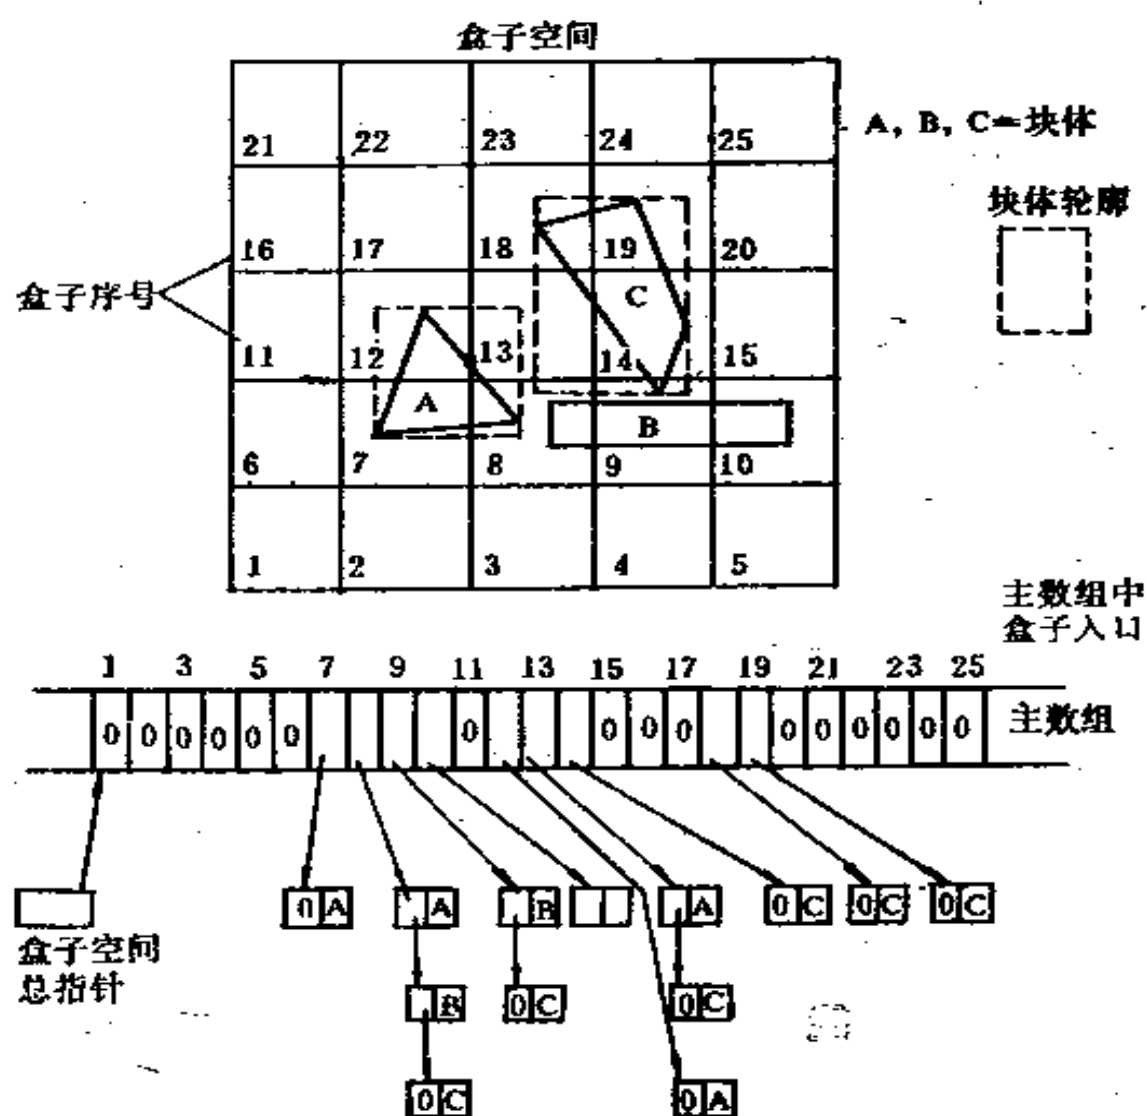 盒子空间
A, B, C=块体
21 22 23 24 25
块体轮廓
16 17 18 19 20
盒子序号
C
11 12 13 14 15
A
B
6 7 8 9 10
1 2 3 4 5
主数组中
盒子入口
1 3 5 7 9 11 13 15 17 19 21 23 25
0 0 0 0 0 0 0 0 0 0 0 0 0 0 0 0
主数组
0 A A B A 0 C 0 C 0 C
盒子空间
总指针
B 0 C 0 C
0 C 0 A